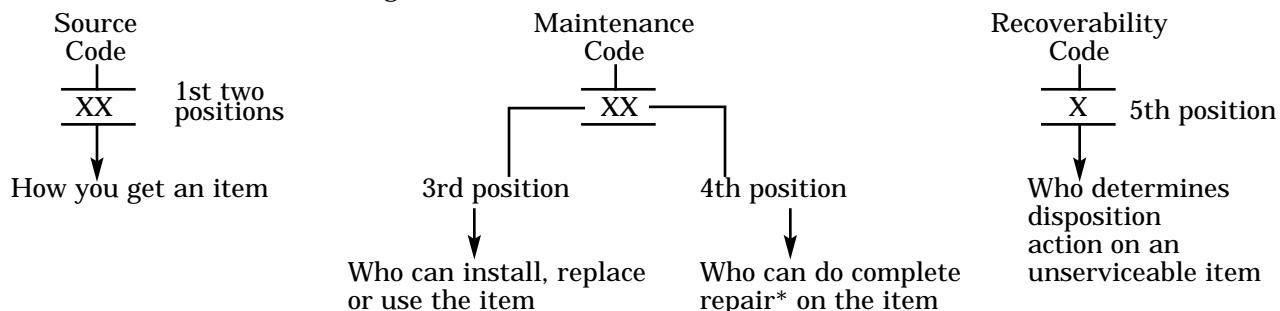 Source
Code
XX
1st two
positions
How you get an item
Maintenance
Code
XX
3rd position
Who can install, replace
or use the item
4th position
Who can do complete
repair* on the item
Recoverability
Code
X
5th position
Who determines
disposition
action on an
unserviceable item